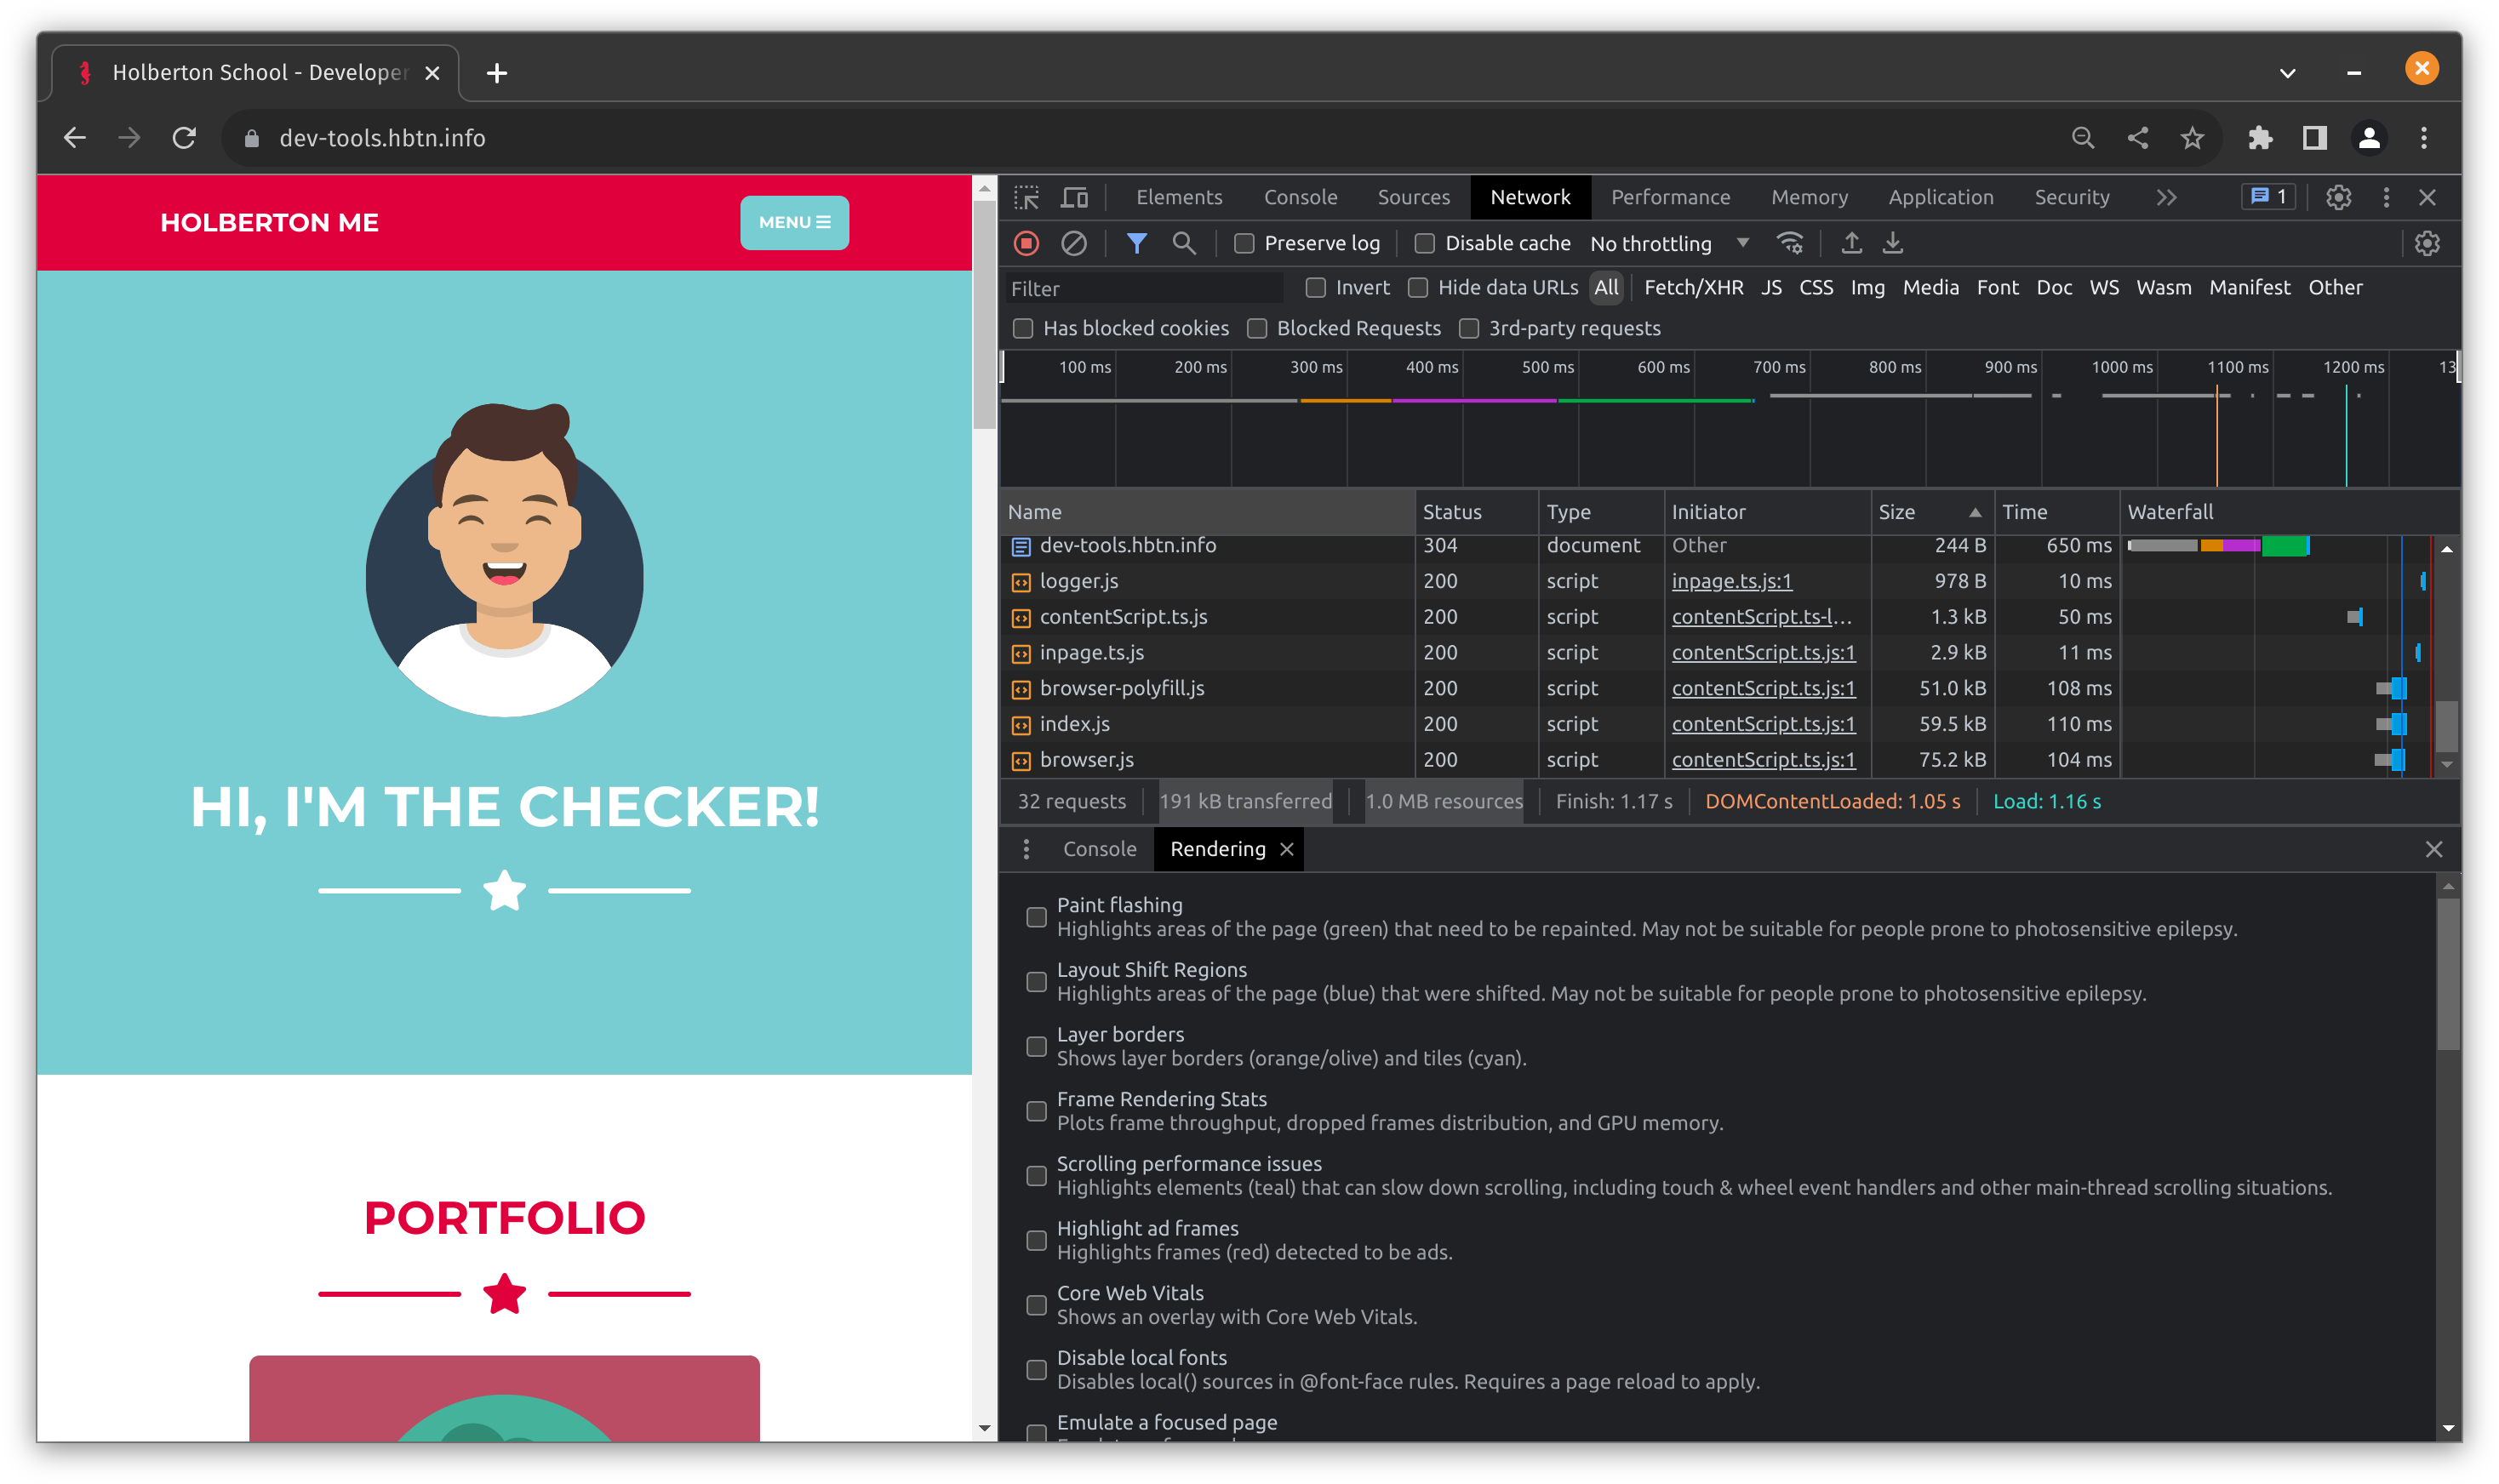 Holberton School - Developer
dev-tools.hbtn.info
HOLBERTON ME
MENU
HI, I'M THE CHECKER!
PORTFOLIO
Elements Console Sources Network Performance Memory Application Security 1
Preserve log Disable cache No throttling
Filter Invert Hide data URLs All Fetch/XHR JS CSS Img Media Font Doc WS Wasm Manifest Other
Has blocked cookies Blocked Requests 3rd-party requests
100 ms 200 ms 300 ms 400 ms 500 ms 600 ms 700 ms 800 ms 900 ms 1000 ms 1100 ms 1200 ms 13
Name Status Type Initiator Size Time Waterfall
dev-tools.hbtn.info 304 document Other 244 B 650 ms
logger.js 200 script inpage.ts.js:1 978 B 10 ms
contentScript.ts.js 200 script contentScript.ts-l… 1.3 kB 50 ms
inpage.ts.js 200 script contentScript.ts.js:1 2.9 kB 11 ms
browser-polyfill.js 200 script contentScript.ts.js:1 51.0 kB 108 ms
index.js 200 script contentScript.ts.js:1 59.5 kB 110 ms
browser.js 200 script contentScript.ts.js:1 75.2 kB 104 ms
32 requests 191 kB transferred 1.0 MB resources Finish: 1.17 s DOMContentLoaded: 1.05 s Load: 1.16 s
Console Rendering
Paint flashing
Highlights areas of the page (green) that need to be repainted. May not be suitable for people prone to photosensitive epilepsy.
Layout Shift Regions
Highlights areas of the page (blue) that were shifted. May not be suitable for people prone to photosensitive epilepsy.
Layer borders
Shows layer borders (orange/olive) and tiles (cyan).
Frame Rendering Stats
Plots frame throughput, dropped frames distribution, and GPU memory.
Scrolling performance issues
Highlights elements (teal) that can slow down scrolling, including touch & wheel event handlers and other main-thread scrolling situations.
Highlight ad frames
Highlights frames (red) detected to be ads.
Core Web Vitals
Shows an overlay with Core Web Vitals.
Disable local fonts
Disables local() sources in @font-face rules. Requires a page reload to apply.
Emulate a focused page